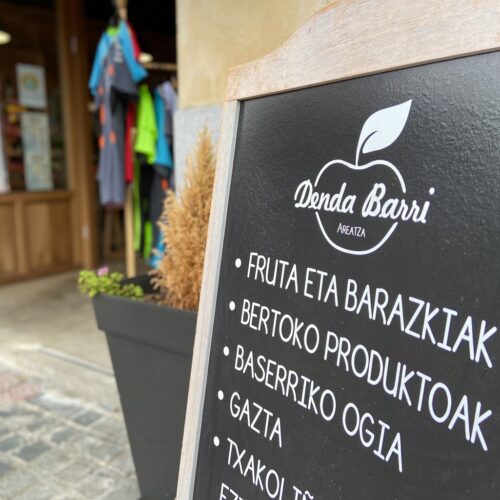 Denda Barri
AREATZA
• FRUTA ETA BARAZKIAK
• BERTOKO PRODUKTOAK
• BASERRIKO OGIA
• GAZTA